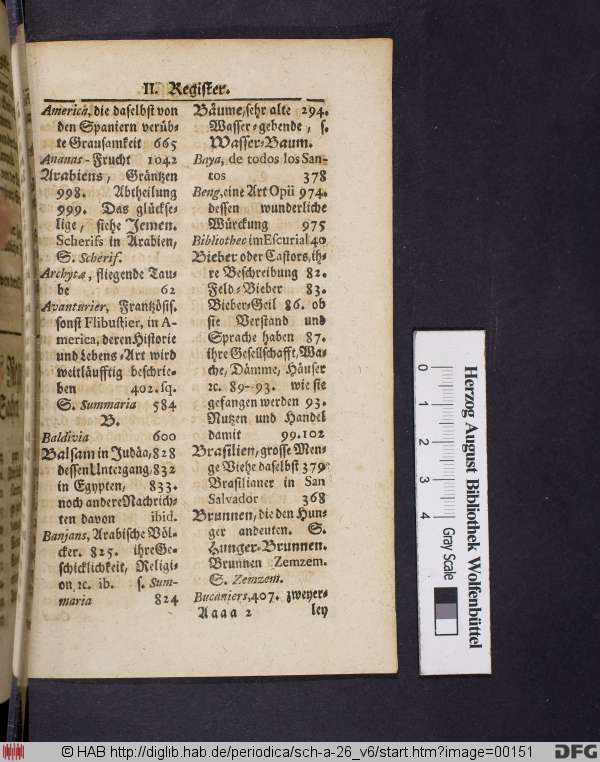 II. Register.
America, die daselbst von
den Spaniern verüb-
te Grausamkeit 665
Ananas-Frucht 1042
Arabiens, Gräntzen
998. Abtheilung
999. Das glückse-
lige, siehe Jemen.
Scherifs in Arabien,
S. Scherif.
Archytæ, fliegende Tau-
be 62
Avanturier, Frantzösis.
sonst Flibustier, in A-
merica, deren Historie
und Lebens-Art wird
weitläufftig beschrie-
ben 402. sq.
S. Summaria 584
B.
Baldivia 600
Balsam in Judäa, 828
dessen Untergang, 832
in Egypten, 833.
noch andere Nachrich-
ten davon ibid.
Banjans, Arabische Völ-
cker. 825. ihre Ge-
schicklichkeit, Religi-
on, ꝛc. ib. s. Sum-
maria 824
Bäume, sehr alte 294.
Wasser-gebende, s.
Wasser-Baum.
Baya, de todos los San-
tos 378
Beng, eine Art Opii 974.
dessen wunderliche
Würckung 975
Bibliothec im Escurial 40
Bieber oder Castors, ih-
re Beschreibung 82.
Feld-Bieber 83.
Bieber-Geil 86. ob
sie Verstand und
Sprache haben 87.
ihre Gesellschafft, Wa-
che, Dämme, Häuser
ꝛc. 89-93. wie sie
gefangen werden 93.
Nutzen und Handel
damit 99.102
Brasilien, grosse Men-
ge Viehe daselbst 379
Brasilianer in San
Salvador 368
Brunnen, die den Hun-
ger andeuten. S.
Hunger-Brunnen.
Brunnen Zemzem.
S. Zemzem.
Bucaniers, 407. zweyer-
Aaaa 2 ley
0 1 2 3 4
Herzog August Bibliothek Wolfenbüttel
Gray Scale
© HAB http://diglib.hab.de/periodica/sch-a-26_v6/start.htm?image=00151
DFG